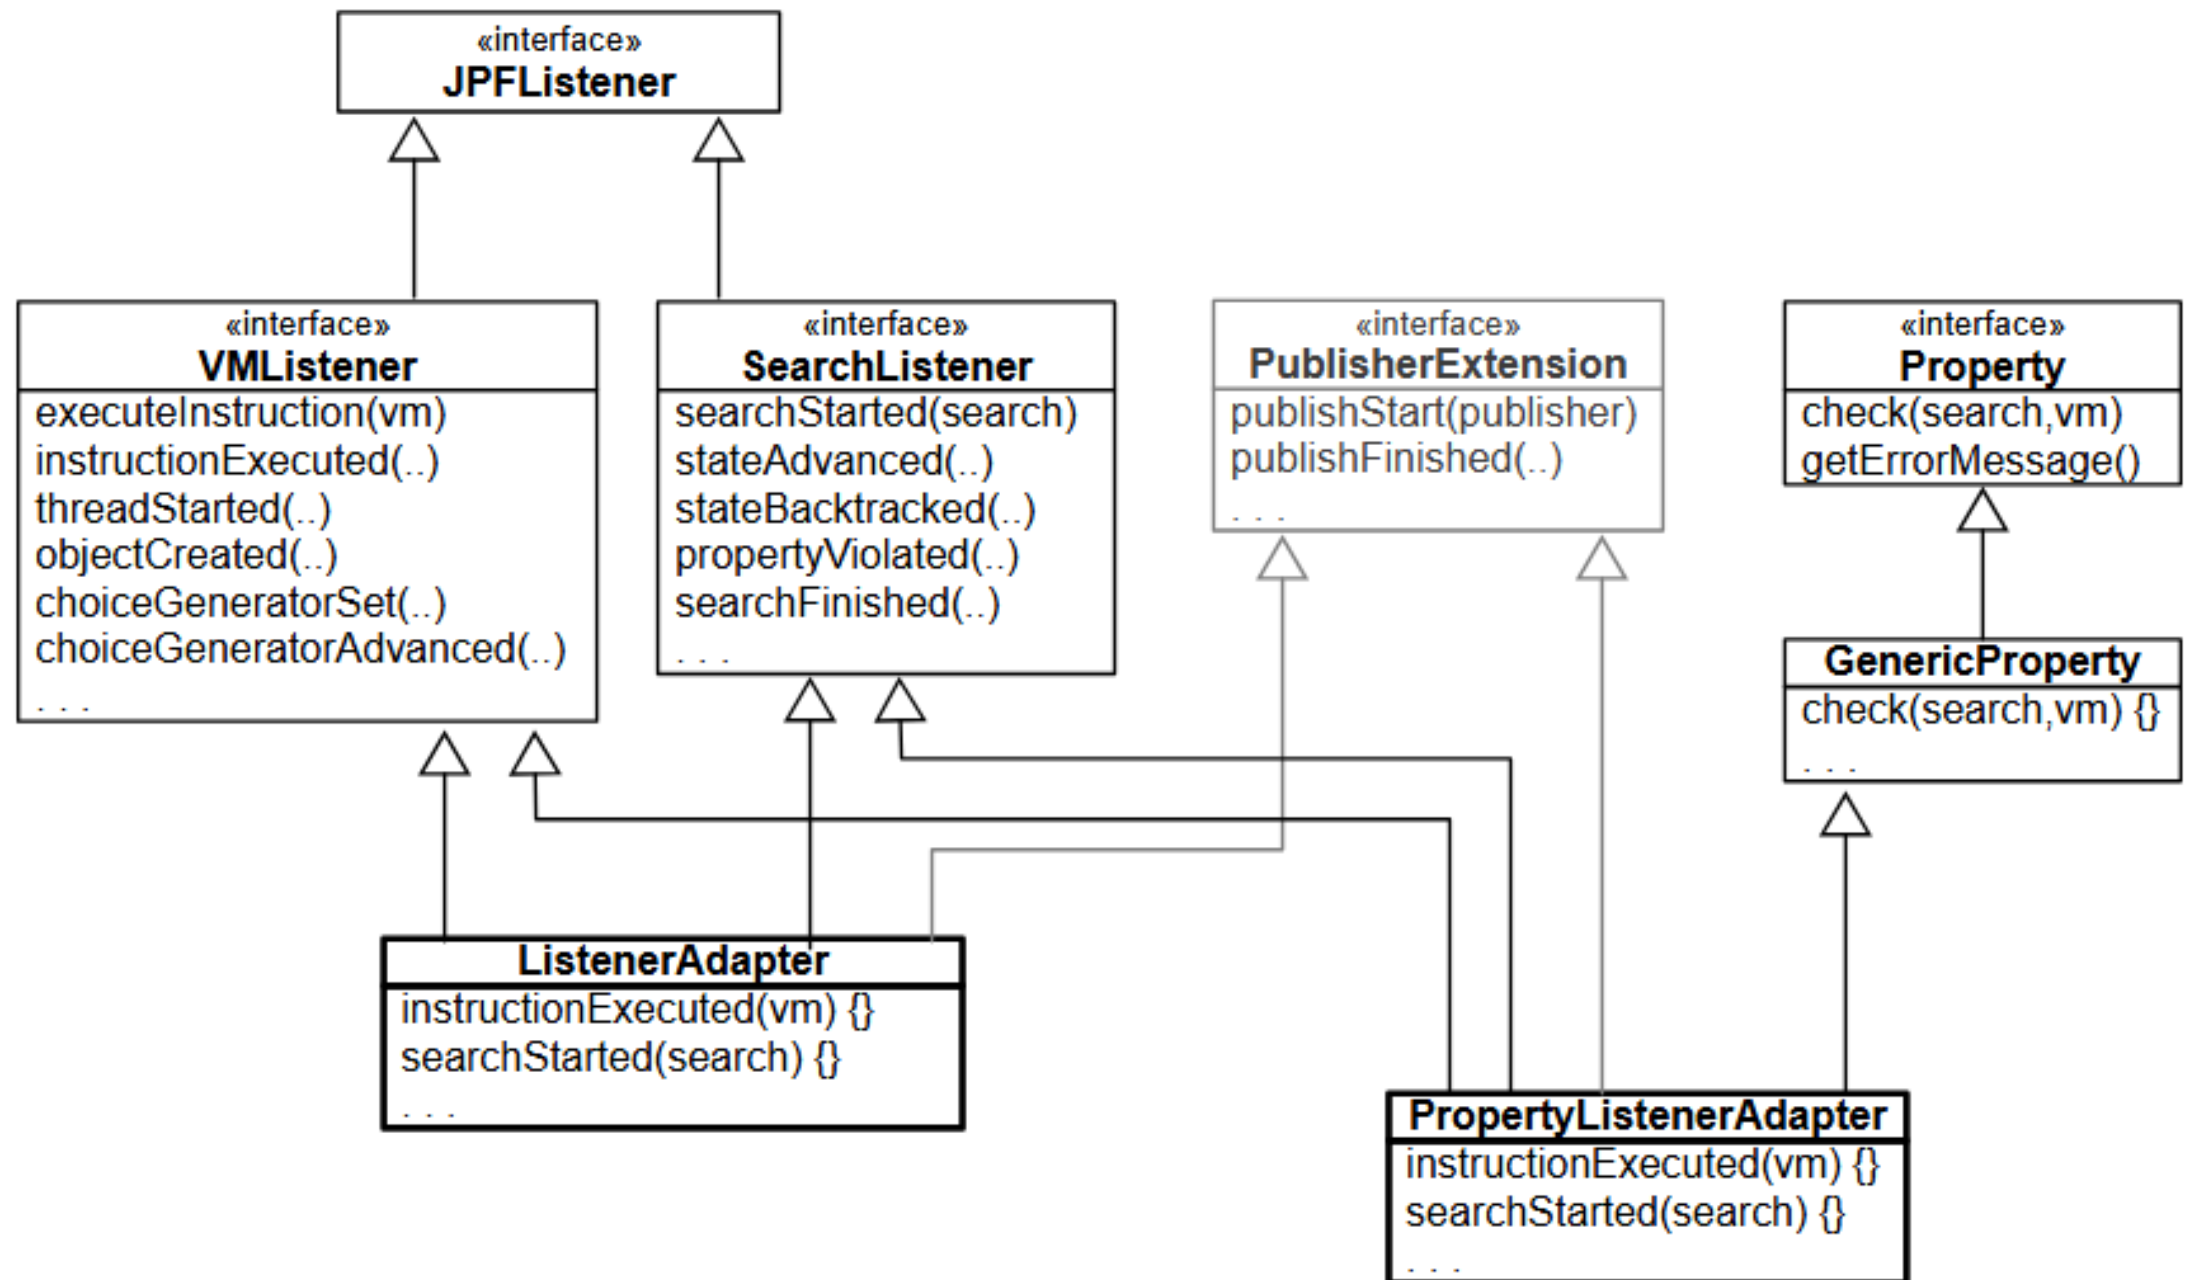 «interface»
JPFListener
«interface»
VMListener
executeInstruction(vm)
instructionExecuted(..)
threadStarted(..)
objectCreated(..)
choiceGeneratorSet(..)
choiceGeneratorAdvanced(..)
. . .
«interface»
SearchListener
searchStarted(search)
stateAdvanced(..)
stateBacktracked(..)
propertyViolated(..)
searchFinished(..)
. . .
«interface»
PublisherExtension
publishStart(publisher)
publishFinished(..)
. . .
«interface»
Property
check(search,vm)
getErrorMessage()
GenericProperty
check(search,vm) {}
. . .
ListenerAdapter
instructionExecuted(vm) {}
searchStarted(search) {}
. . .
PropertyListenerAdapter
instructionExecuted(vm) {}
searchStarted(search) {}
. . .